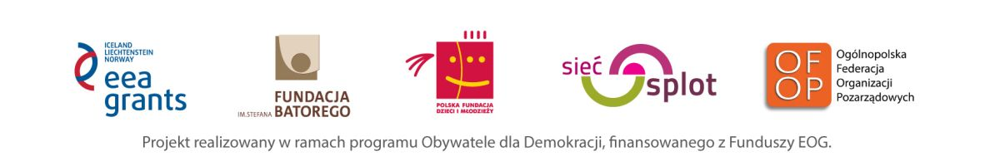 ICELAND
LIECHTENSTEIN
NORWAY
eea
grants
FUNDACJA
IM. STEFANA BATOREGO
POLSKA FUNDACJA
DZIECI I MŁODZIEŻY
sieć
splot
OF
OP
Ogólnopolska
Federacja
Organizacji
Pozarządowych
Projekt realizowany w ramach programu Obywatele dla Demokracji, finansowanego z Funduszy EOG.